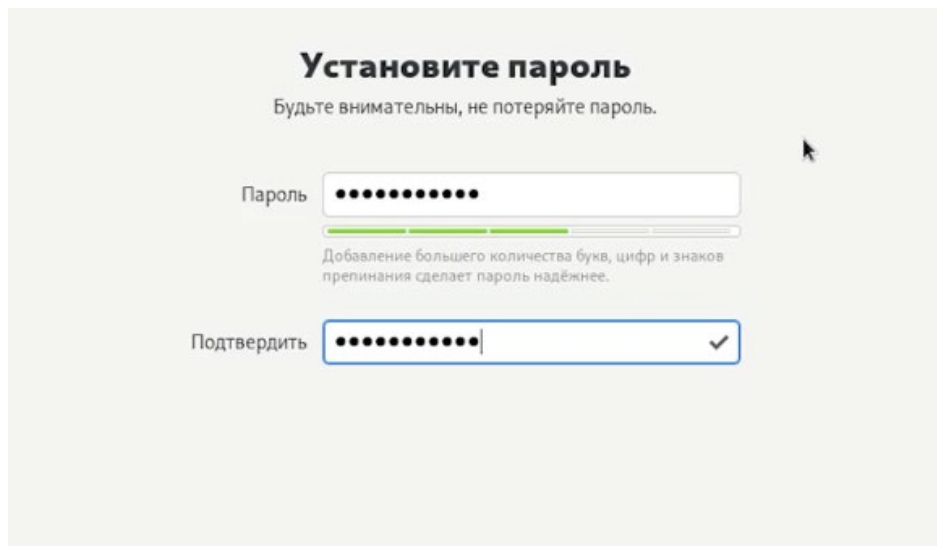 Установите пароль
Будьте внимательны, не потеряйте пароль.
Пароль ●●●●●●●●●●●
Добавление большего количества букв, цифр и знаков
препинания сделает пароль надёжнее.
Подтвердить ●●●●●●●●●●●